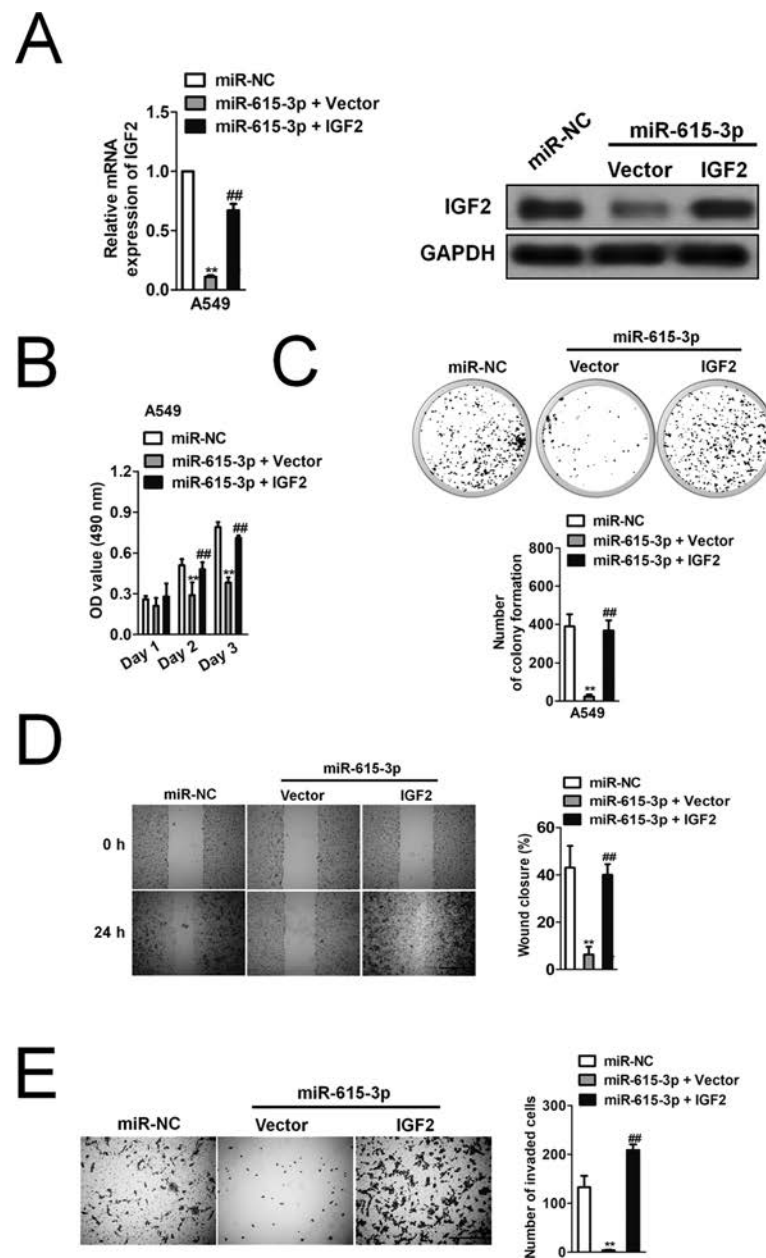 A
miR-NC
miR-615-3p + Vector
miR-615-3p + IGF2
Relative mRNA
expression of IGF2
1.5
1.0
0.5
0.0
**
##
A549
miR-NC
miR-615-3p
Vector
IGF2
IGF2
GAPDH
B
A549
miR-NC
miR-615-3p + Vector
miR-615-3p + IGF2
OD value (490 nm)
1.2
0.9
0.6
0.3
0.0
**
##
**
##
Day 1
Day 2
Day 3
C
miR-615-3p
miR-NC
Vector
IGF2
miR-NC
miR-615-3p + Vector
miR-615-3p + IGF2
Number
of colony formation
800
600
400
200
0
**
##
A549
D
miR-615-3p
miR-NC
Vector
IGF2
0 h
24 h
miR-NC
miR-615-3p + Vector
miR-615-3p + IGF2
Wound closure (%)
60
40
20
0
**
##
E
miR-615-3p
miR-NC
Vector
IGF2
miR-NC
miR-615-3p + Vector
miR-615-3p + IGF2
Number of invaded cells
300
200
100
0
**
##